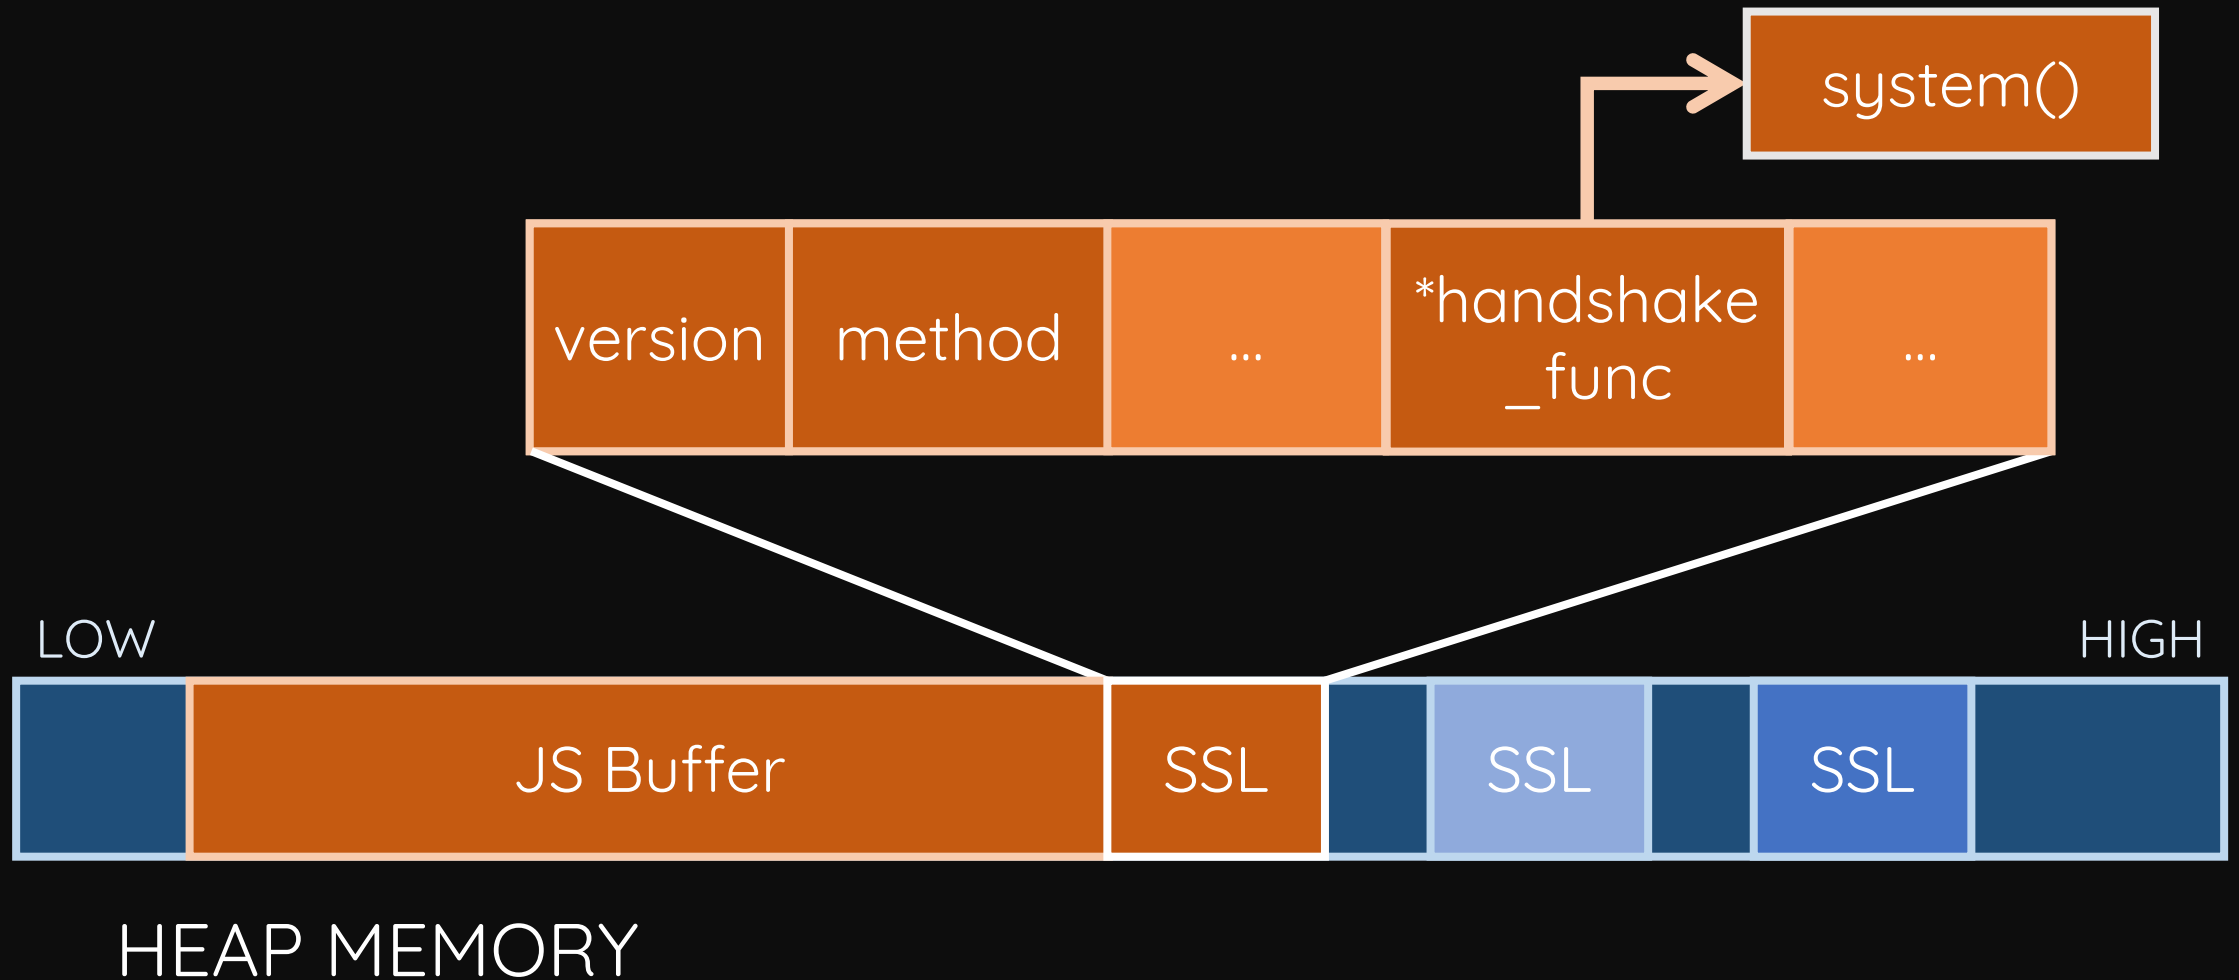 system()
version
method
...
*handshake
_func
...
LOW
HIGH
JS Buffer
SSL
SSL
SSL
HEAP MEMORY